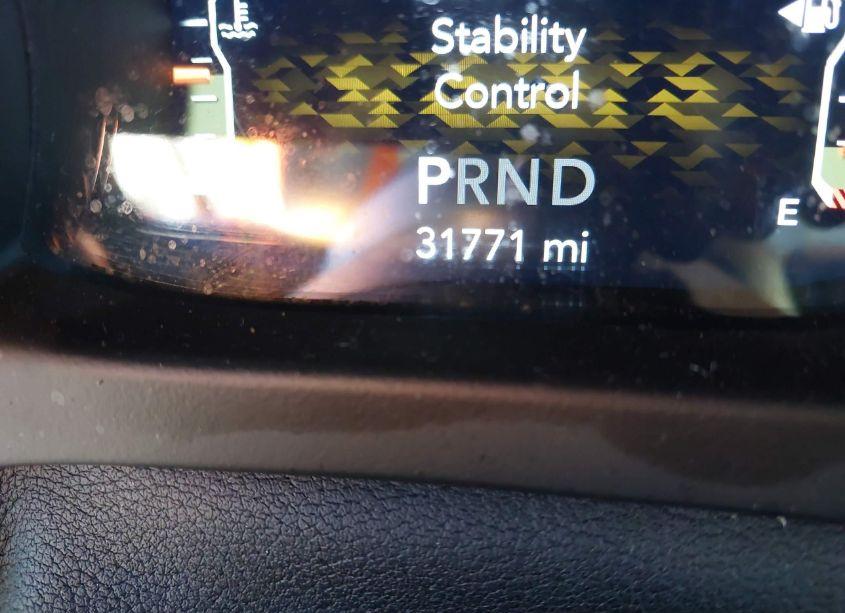 Stability
Control
PRND
31771 mi
E